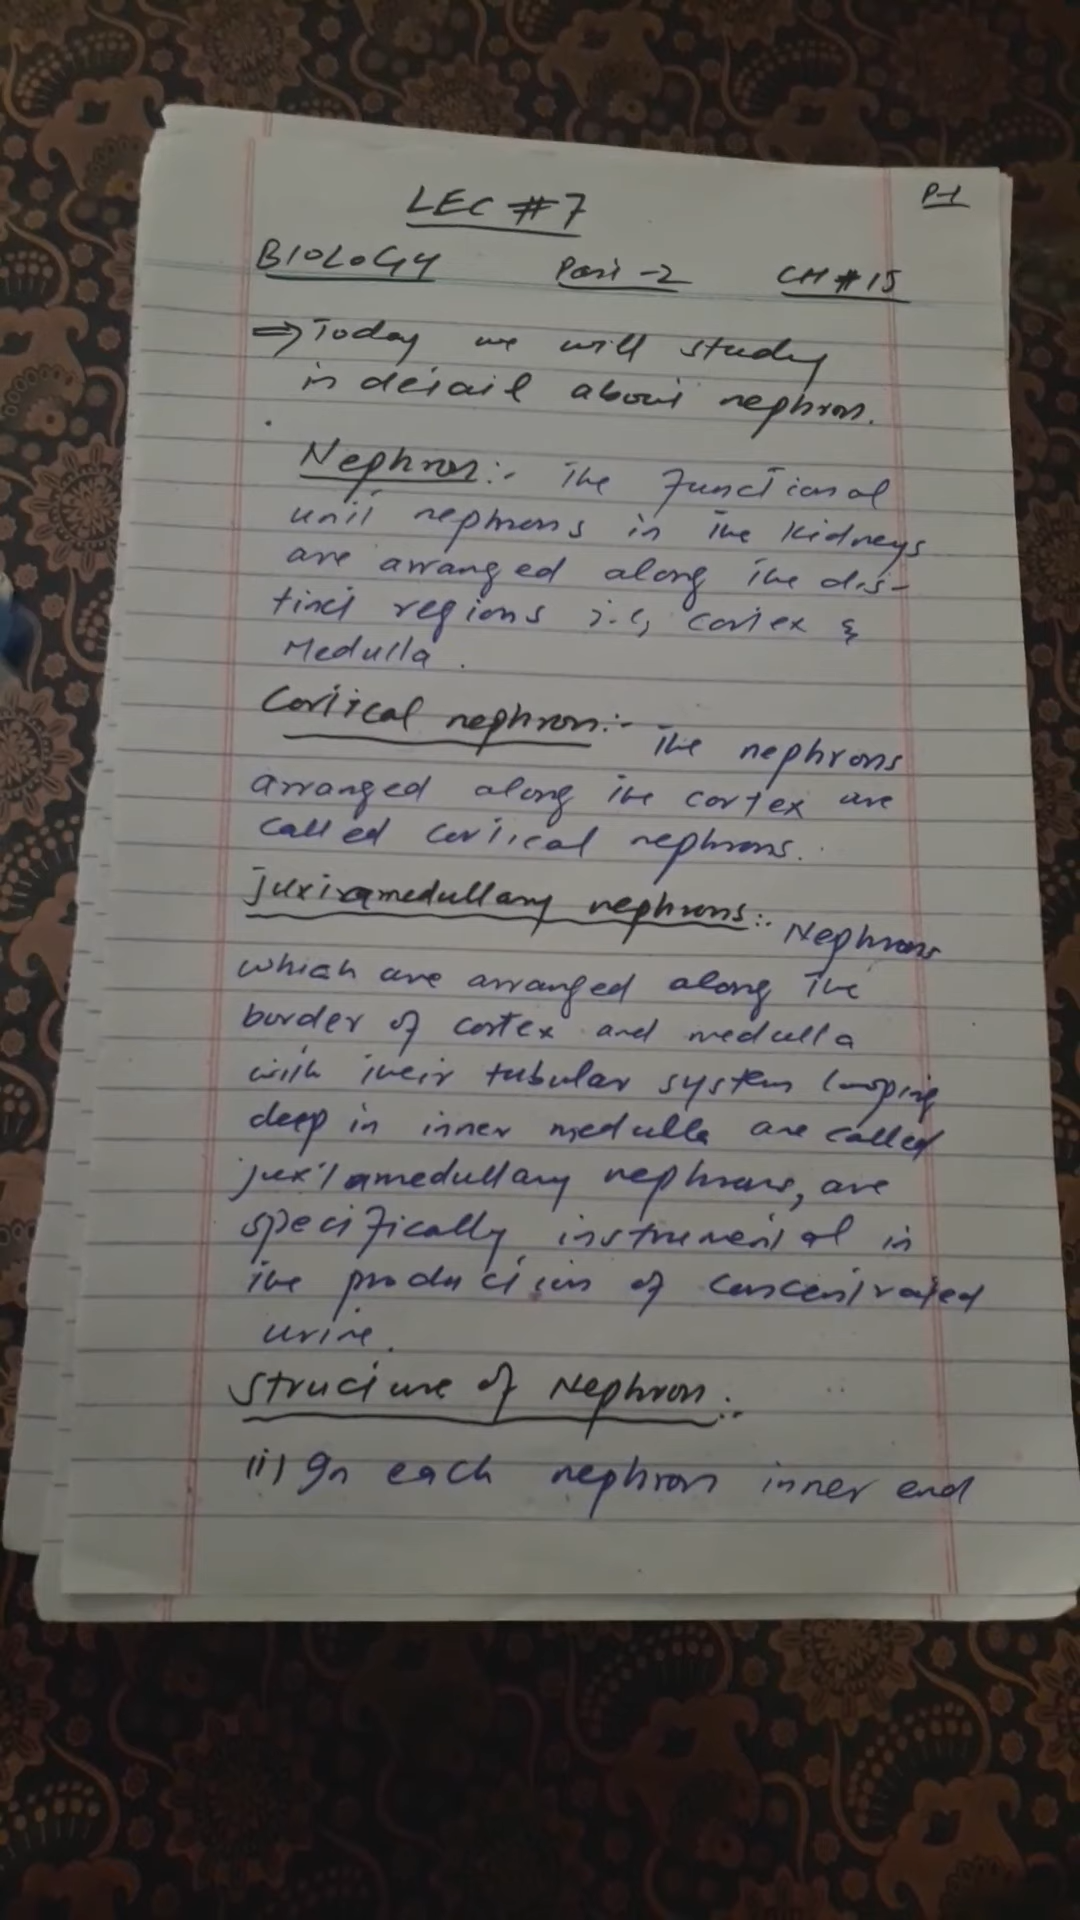 P-1
LEC #7
BIOLOGY Part-2 CH #15
⇒ Today we will study
in detail about nephron.
Nephron:- The functional
unit nephrons in the kidneys
are arranged along the dis-
tinct regions i.e, cortex &
Medulla.
Cortical nephron:- The nephrons
arranged along the cortex are
called cortical nephrons.
juxtramedullary nephrons:- Nephrons
which are arranged along the
border of cortex and medulla
with their tubular system looping
deep in inner medulla are called
juxtamedullary nephrons, are
specifically instrumental in
the production of concentrated
urine.
Structure of Nephron:-
(i) In each nephron inner end